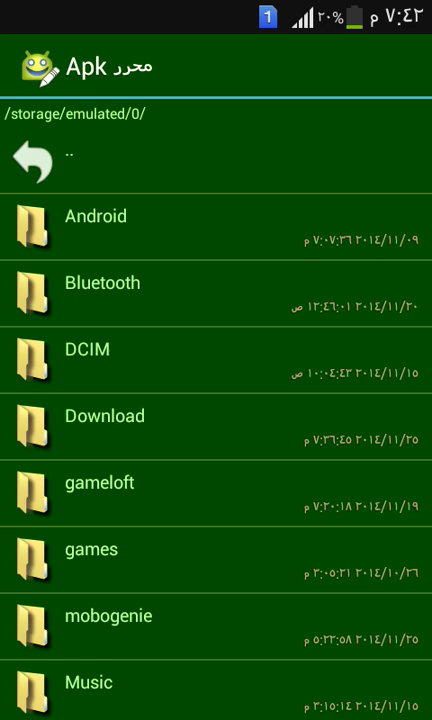 1 ٢٠% ٧:٤٢ م
Apk محرر
/storage/emulated/0/
..
Android
٢٠١٤/١١/٠٩ ٧:٠٧:٣٦ م
Bluetooth
٢٠١٤/١١/٢٠ ١٢:٤٦:٠١ ص
DCIM
٢٠١٤/١١/١٥ ١٠:٠٤:٤٣ ص
Download
٢٠١٤/١١/٢٥ ٧:٣٦:٤٥ م
gameloft
٢٠١٤/١١/١٩ ٧:٢٠:١٨ م
games
٢٠١٤/١٠/٢٦ ٣:٠٥:٢١ م
mobogenie
٢٠١٤/١١/٢٥ ٥:٢٢:٥٨ م
Music
٢٠١٤/١١/١٥ ٣:١٥:١٤ م